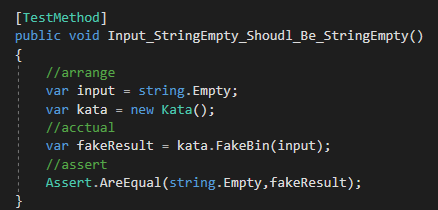 [TestMethod]
public void Input_StringEmpty_Shoudl_Be_StringEmpty()
{
//arrange
var input = string.Empty;
var kata = new Kata();
//acctual
var fakeResult = kata.FakeBin(input);
//assert
Assert.AreEqual(string.Empty,fakeResult);
}